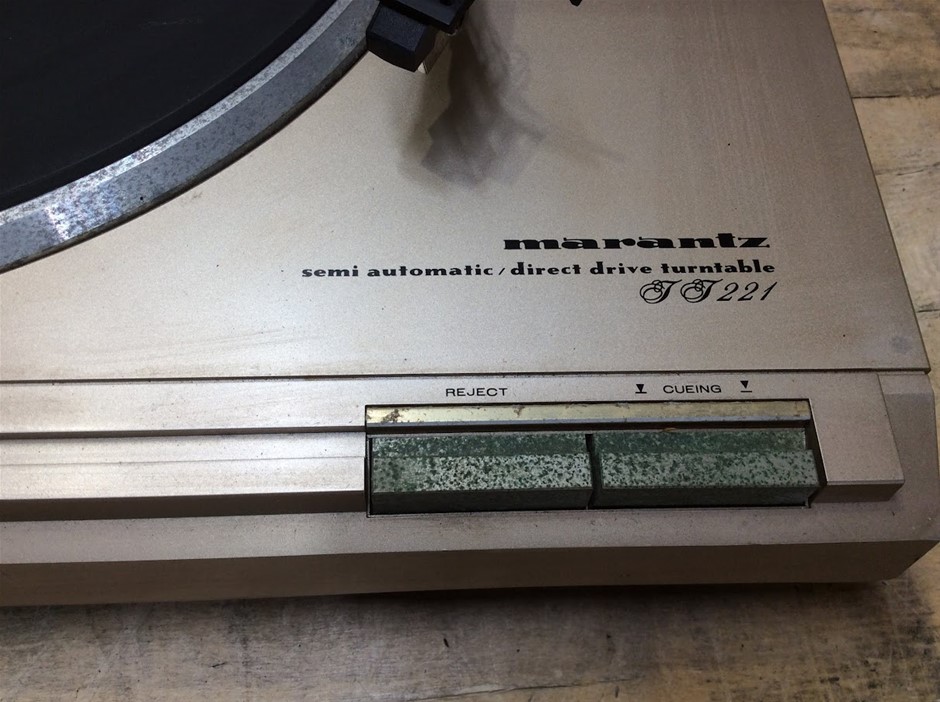 marantz
semi automatic / direct drive turntable
TT221
REJECT
CUEING